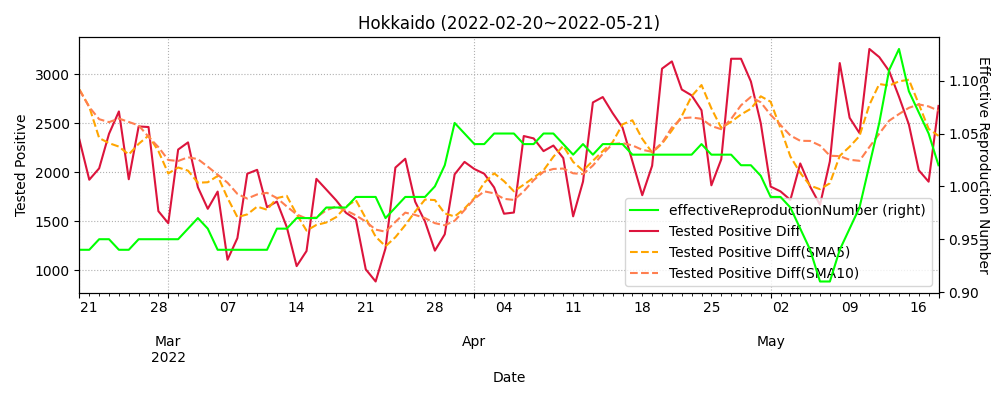 Hokkaido (2022-02-20~2022-05-21)
3000
2500
2000
1500
1000
Tested Positive
1.10
1.05
1.00
0.95
0.90
Effective Reproduction Number
effectiveReproductionNumber (right)
Tested Positive Diff
Tested Positive Diff(SMA5)
Tested Positive Diff(SMA10)
21 28 07 14 21 28 04 11 18 25 02 09 16
Mar Apr May
2022
Date